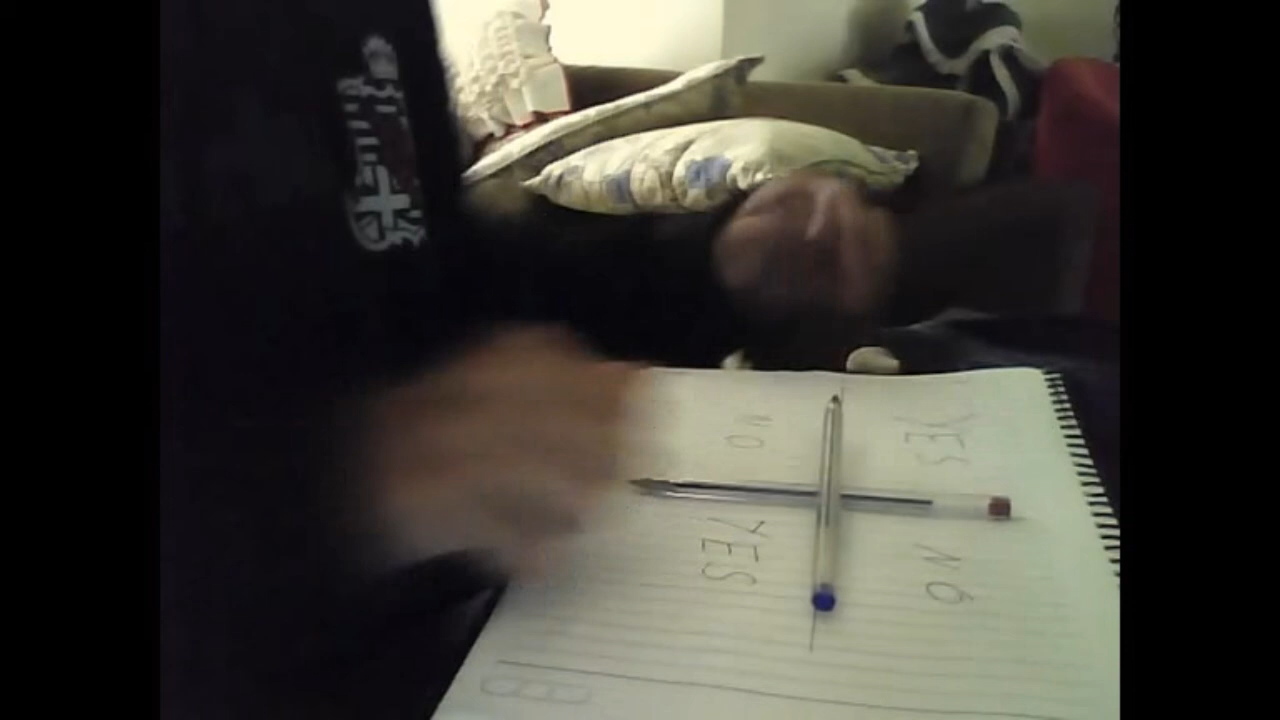 YES NO
NO YES